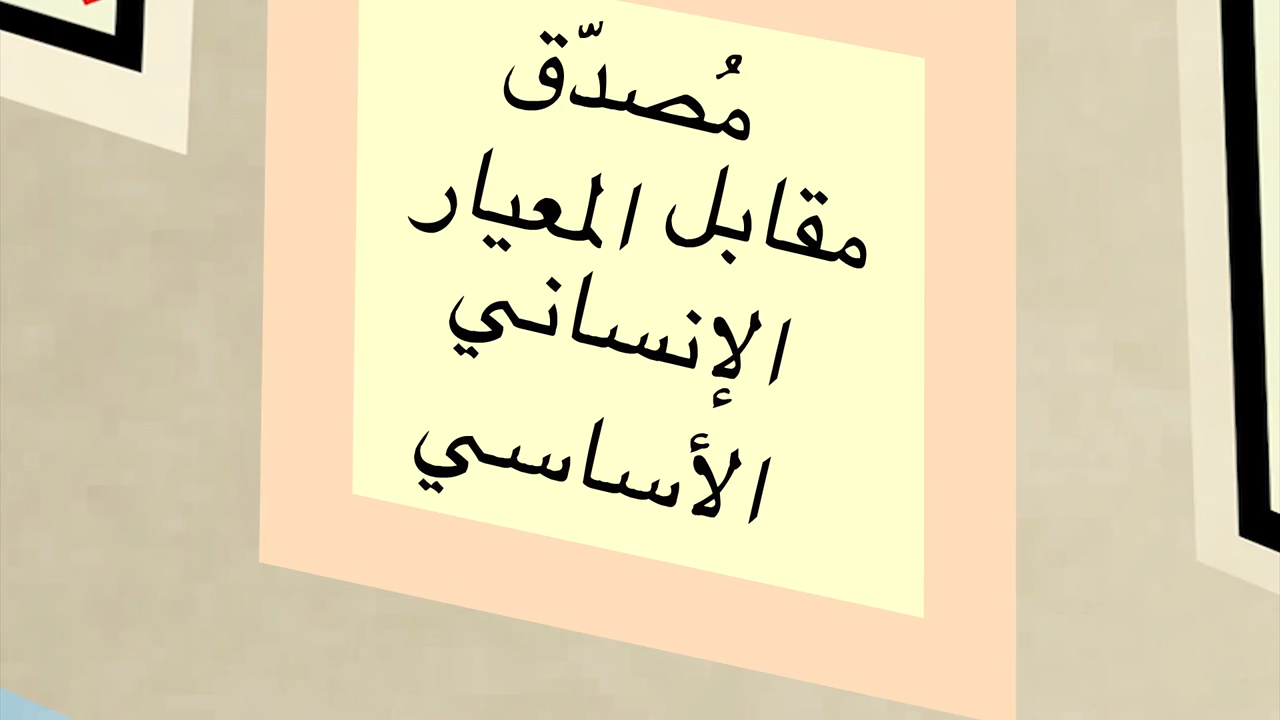 مُصدّق
مقابل المعيار
الإنساني
الأساسي